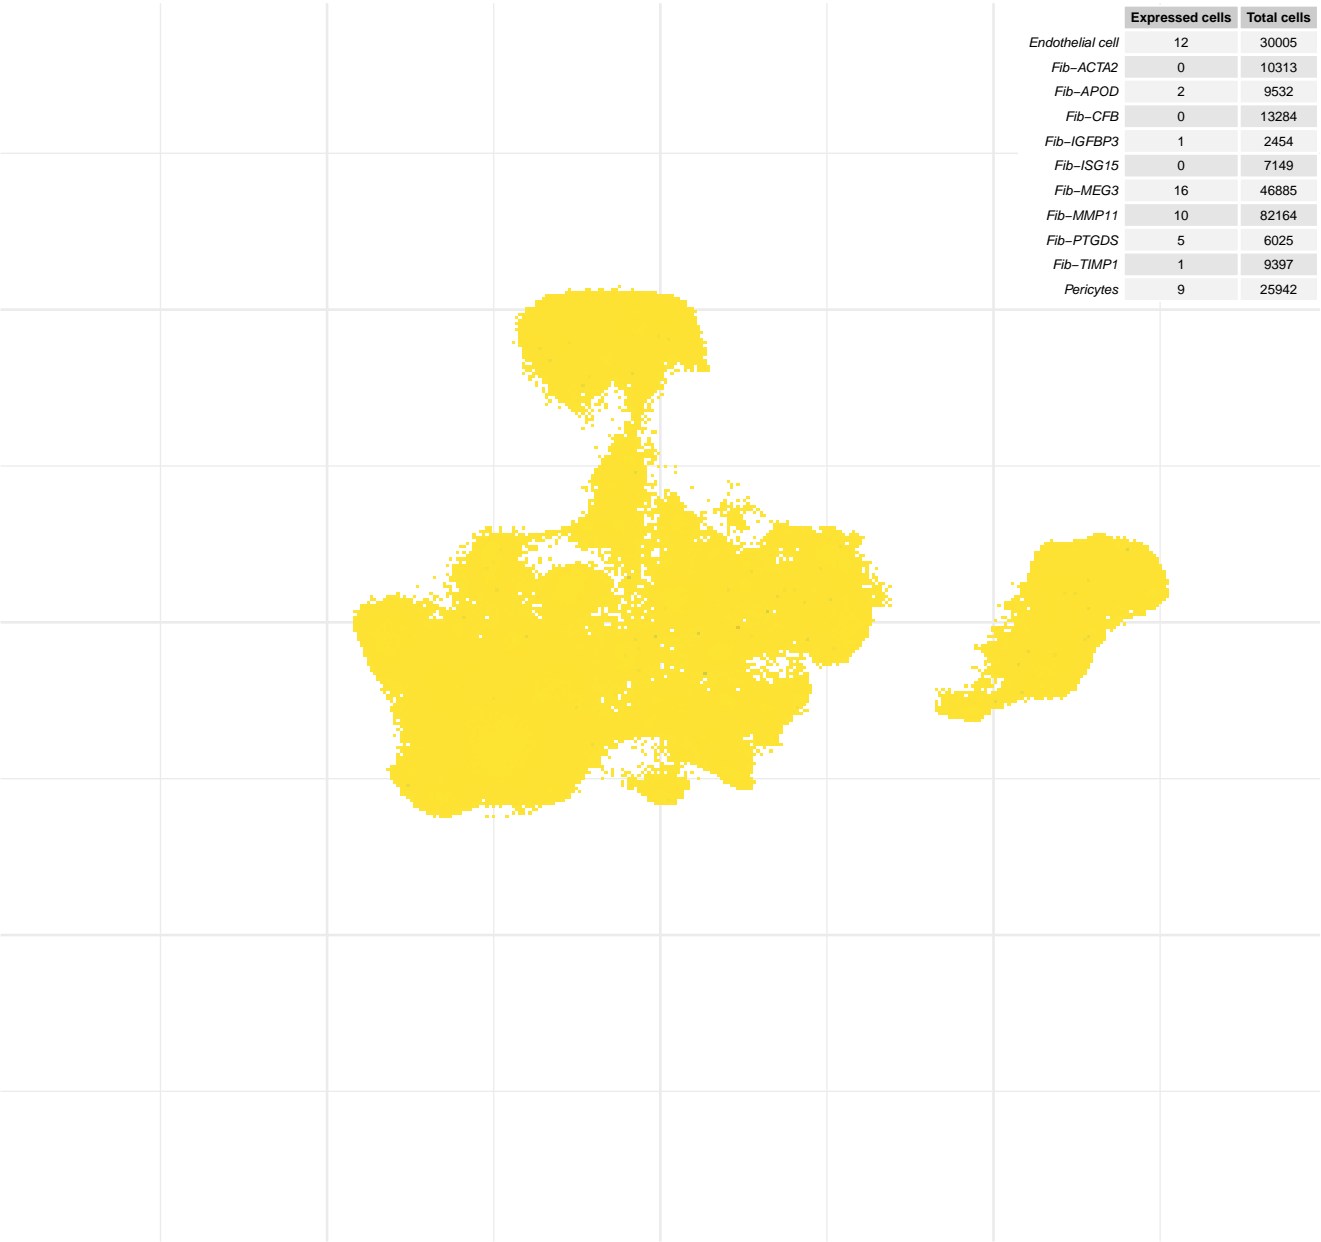 Expressed cells Total cells
Endothelial cell 12 30005
Fib−ACTA2 0 10313
Fib−APOD 2 9532
Fib−CFB 0 13284
Fib−IGFBP3 1 2454
Fib−ISG15 0 7149
Fib−MEG3 16 46885
Fib−MMP11 10 82164
Fib−PTGDS 5 6025
Fib−TIMP1 1 9397
Pericytes 9 25942